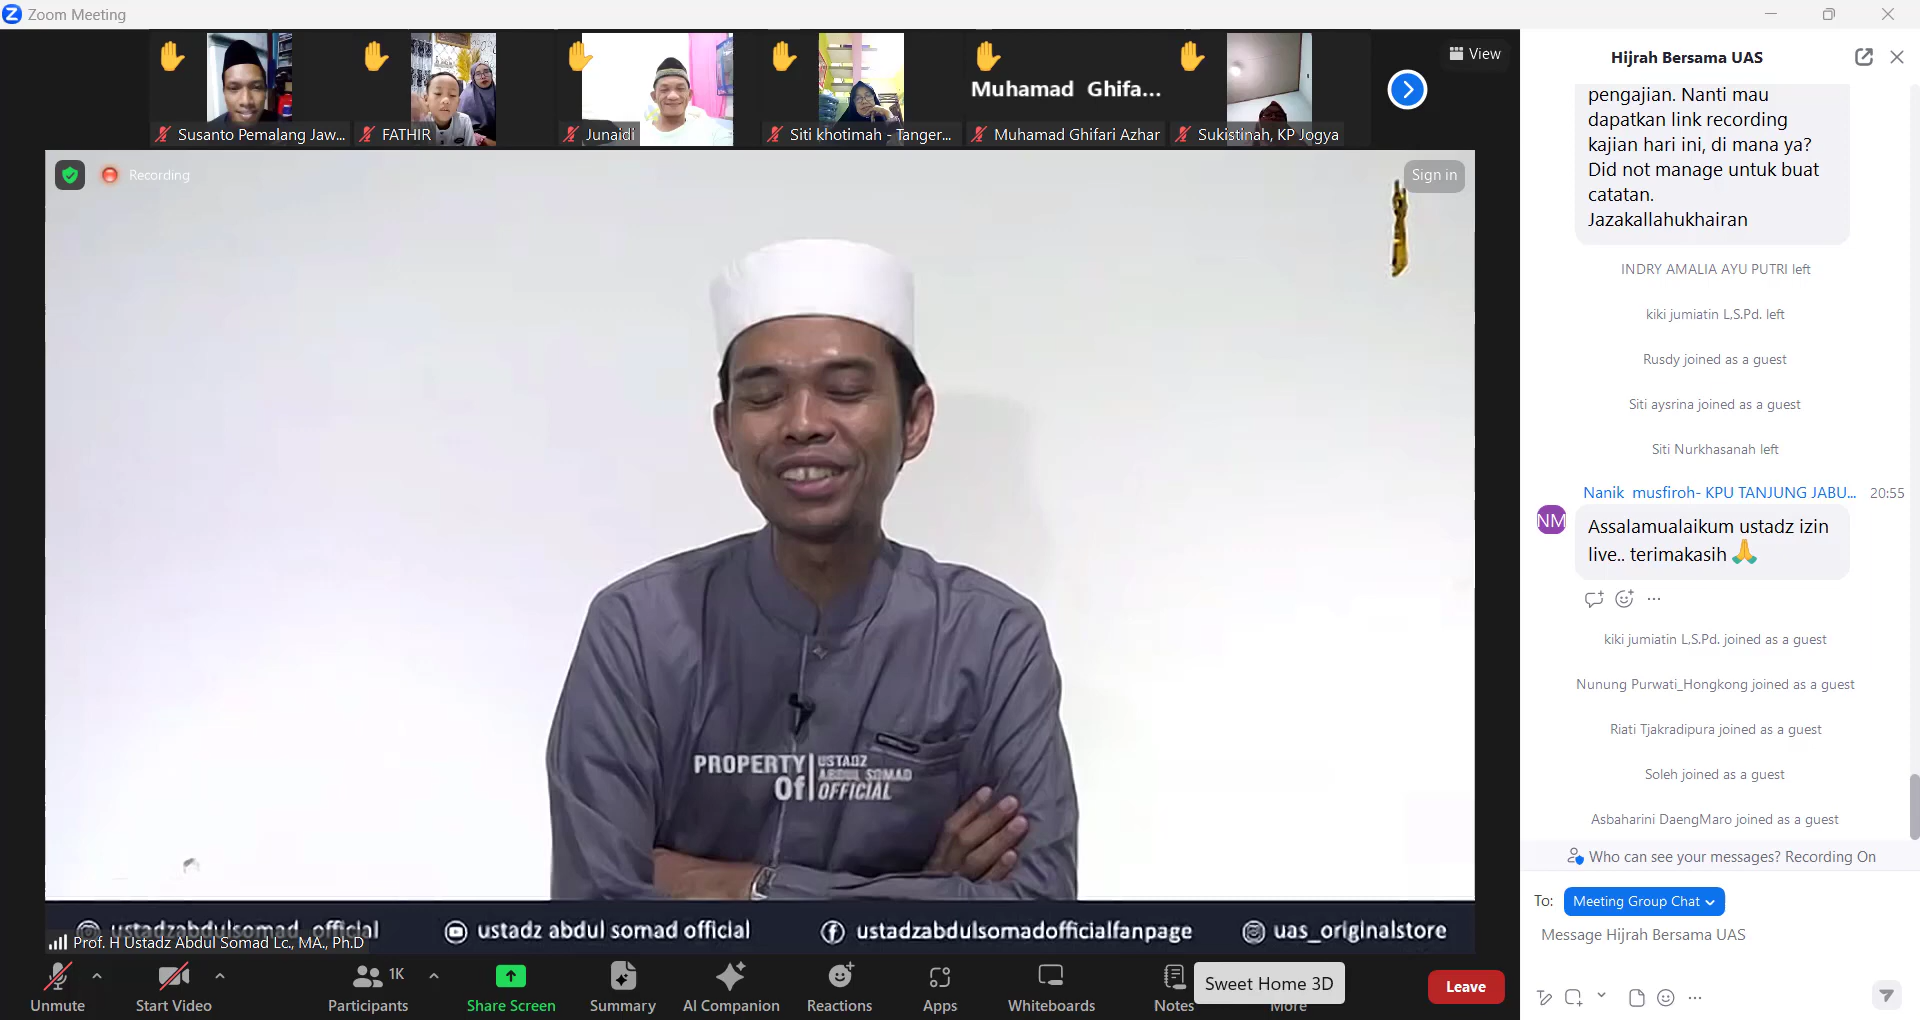 Zoom Meeting
View
Muhamad Ghifa...
Susanto Pemalang Jaw...
FATHIR
Junaidi
Siti khotimah - Tanger...
Muhamad Ghifari Azhar
Sukistinah, KP Jogya
Recording
Sign in
PROPERTY Of
USTADZ
ABDUL SOMAD
OFFICIAL
ustadzabdulsomad_official
ustadz abdul somad official
ustadzabdulsomadofficialfanpage
uas_originalstore
Prof. H Ustadz Abdul Somad Lc., MA., Ph.D
Unmute
Start Video
1K
Participants
Share Screen
Summary
AI Companion
Reactions
Apps
Whiteboards
Notes
More
Sweet Home 3D
Leave
Hijrah Bersama UAS
pengajian. Nanti mau
dapatkan link recording
kajian hari ini, di mana ya?
Did not manage untuk buat
catatan.
Jazakallahukhairan
INDRY AMALIA AYU PUTRI left
kiki jumiatin L,S.Pd. left
Rusdy joined as a guest
Siti aysrina joined as a guest
Siti Nurkhasanah left
Nanik musfiroh- KPU TANJUNG JABU... 20:55
NM
Assalamualaikum ustadz izin
live.. terimakasih 🙏
kiki jumiatin L,S.Pd. joined as a guest
Nunung Purwati_Hongkong joined as a guest
Riati Tjakradipura joined as a guest
Soleh joined as a guest
Asbaharini DaengMaro joined as a guest
Who can see your messages? Recording On
To: Meeting Group Chat
Message Hijrah Bersama UAS